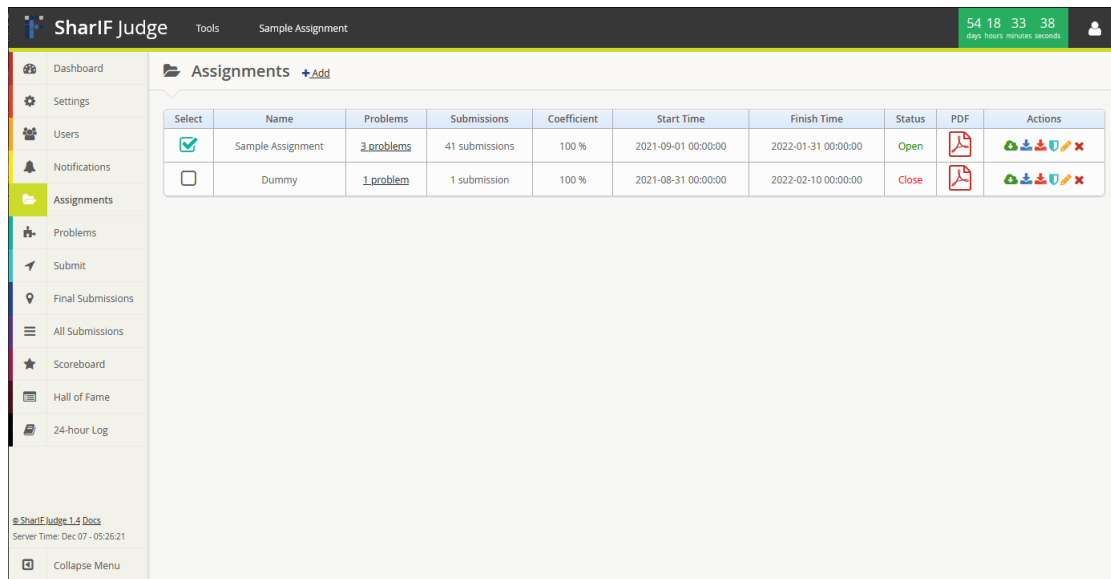 SharIF Judge
Tools
Sample Assignment
54 18 33 38
days hours minutes seconds
Dashboard
Settings
Users
Notifications
Assignments
Problems
Submit
Final Submissions
All Submissions
Scoreboard
Hall of Fame
24-hour Log
© SharIF Judge 1.4 Docs
Server Time: Dec 07 - 05:26:21
Collapse Menu
Assignments +Add
Select Name Problems Submissions Coefficient Start Time Finish Time Status PDF Actions
Sample Assignment 3 problems 41 submissions 100 % 2021-09-01 00:00:00 2022-01-31 00:00:00 Open
Dummy 1 problem 1 submission 100 % 2021-08-31 00:00:00 2022-02-10 00:00:00 Close